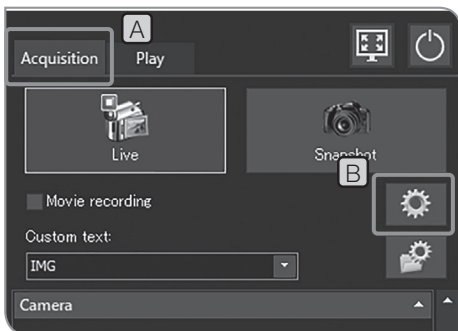 A
Acquisition Play
Live Snapshot
B
Movie recording
Custom text:
IMG
Camera